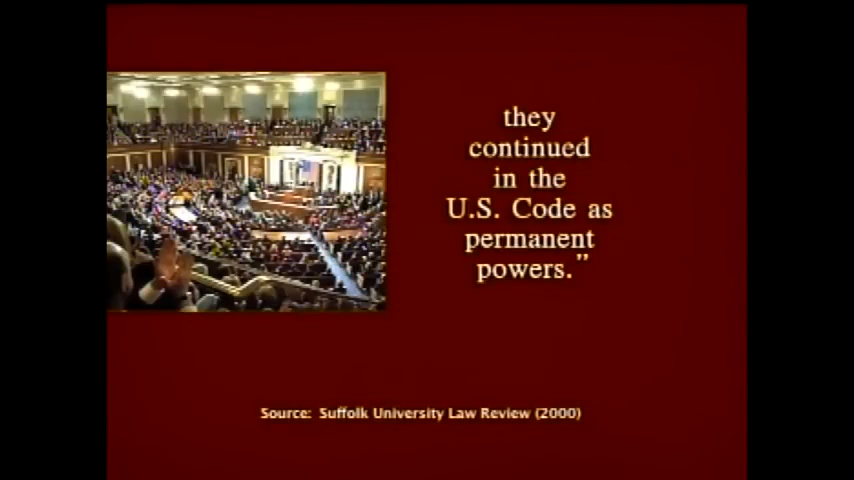 they
continued
in the
U.S. Code as
permanent
powers.”
Source: Suffolk University Law Review (2000)